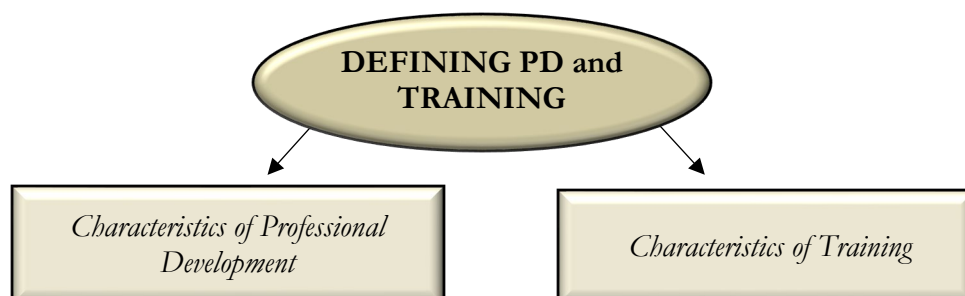 DEFINING PD and
TRAINING
Characteristics of Professional
Development
Characteristics of Training